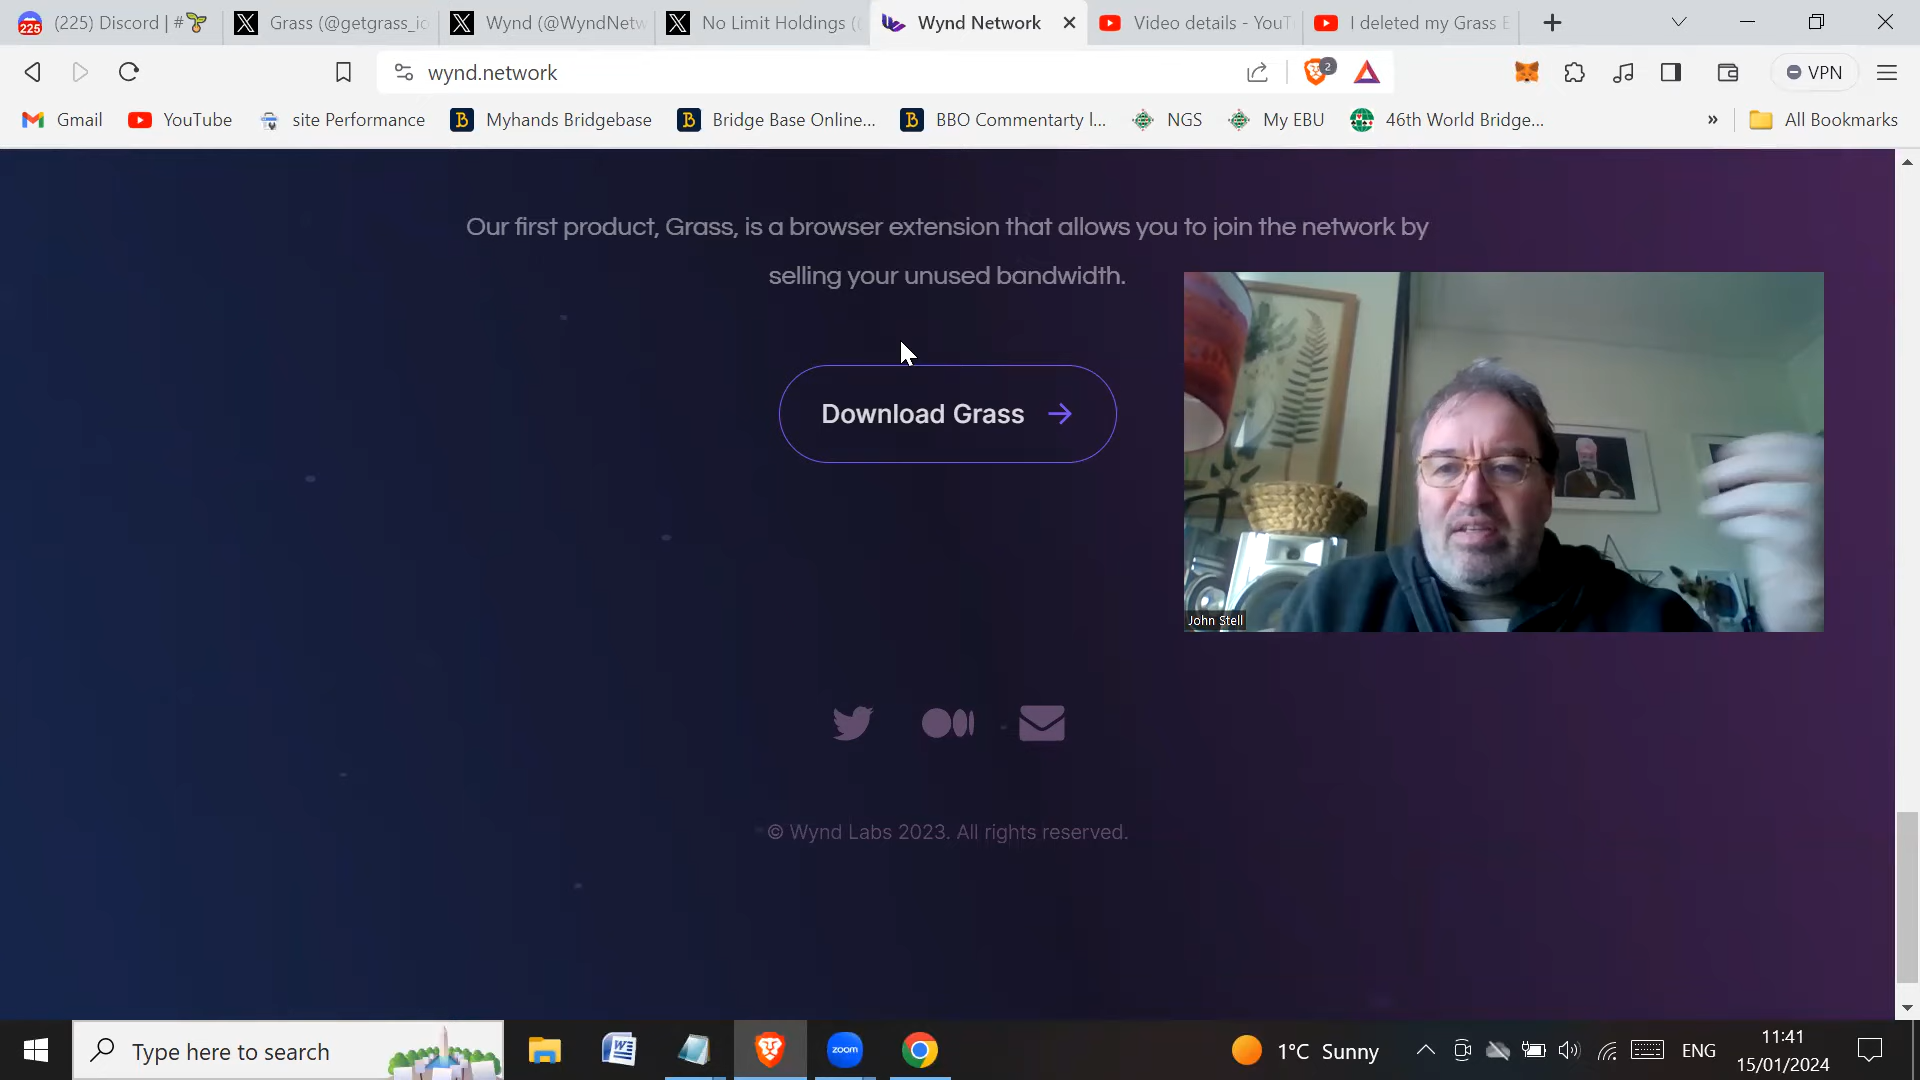 (225) Discord | #
Grass (@getgrass_io
Wynd (@WyndNetw
No Limit Holdings (
Wynd Network
Video details - YouT
I deleted my Grass E
225
wynd.network
2
VPN
Gmail
YouTube
site Performance
Myhands Bridgebase
Bridge Base Online...
BBO Commentarty l...
NGS
My EBU
46th World Bridge...
All Bookmarks
Our first product, Grass, is a browser extension that allows you to join the network by
selling your unused bandwidth.
Download Grass
John Stell
© Wynd Labs 2023. All rights reserved.
Type here to search
zoom
1°C Sunny
ENG
11:41
15/01/2024